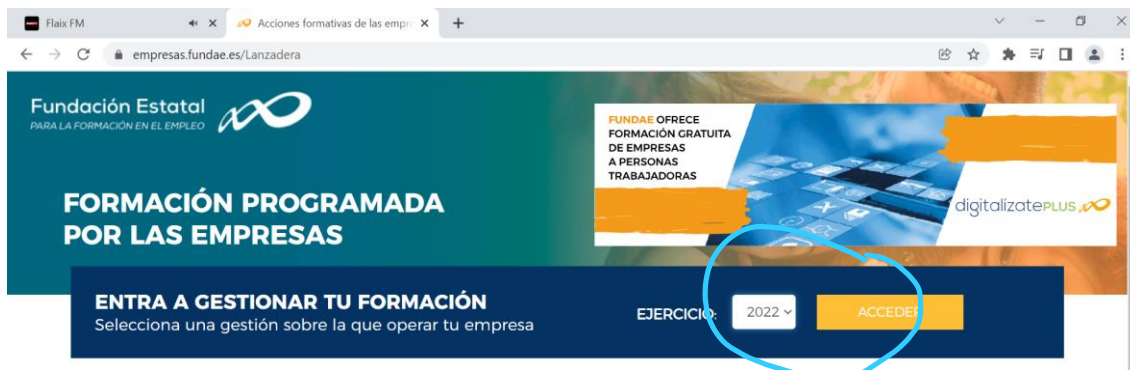 Flaix FM
Acciones formativas de las empr
empresas.fundae.es/Lanzadera
Fundación Estatal
PARA LA FORMACIÓN EN EL EMPLEO
FUNDAE OFRECE
FORMACIÓN GRATUITA
DE EMPRESAS
A PERSONAS
TRABAJADORAS
digitalizatePLUS
FORMACIÓN PROGRAMADA
POR LAS EMPRESAS
ENTRA A GESTIONAR TU FORMACIÓN
Selecciona una gestión sobre la que operar tu empresa
EJERCICIO:
2022
ACCEDER